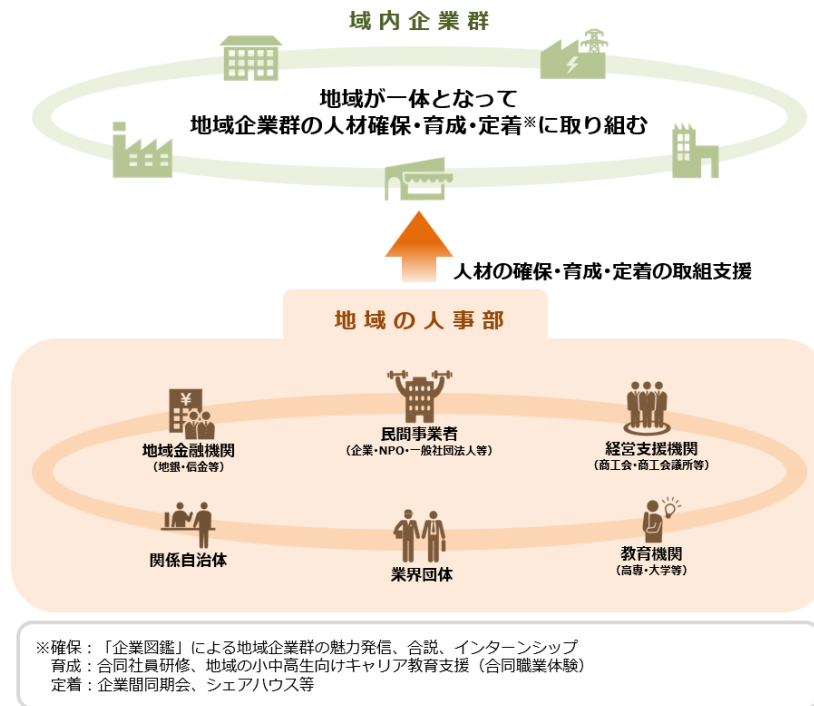 域内企業群
地域が一体となって
地域企業群の人材確保・育成・定着※に取り組む
人材の確保・育成・定着の取組支援
地域の人事部
¥
地域金融機関
（地銀・信金等）
民間事業者
（企業・NPO・一般社団法人等）
経営支援機関
（商工会・商工会議所等）
関係自治体
業界団体
教育機関
（高専・大学等）
※確保：「企業図鑑」による地域企業群の魅力発信、合説、インターンシップ
育成：合同社員研修、地域の小中高生向けキャリア教育支援（合同職業体験）
定着：企業間同期会、シェアハウス等